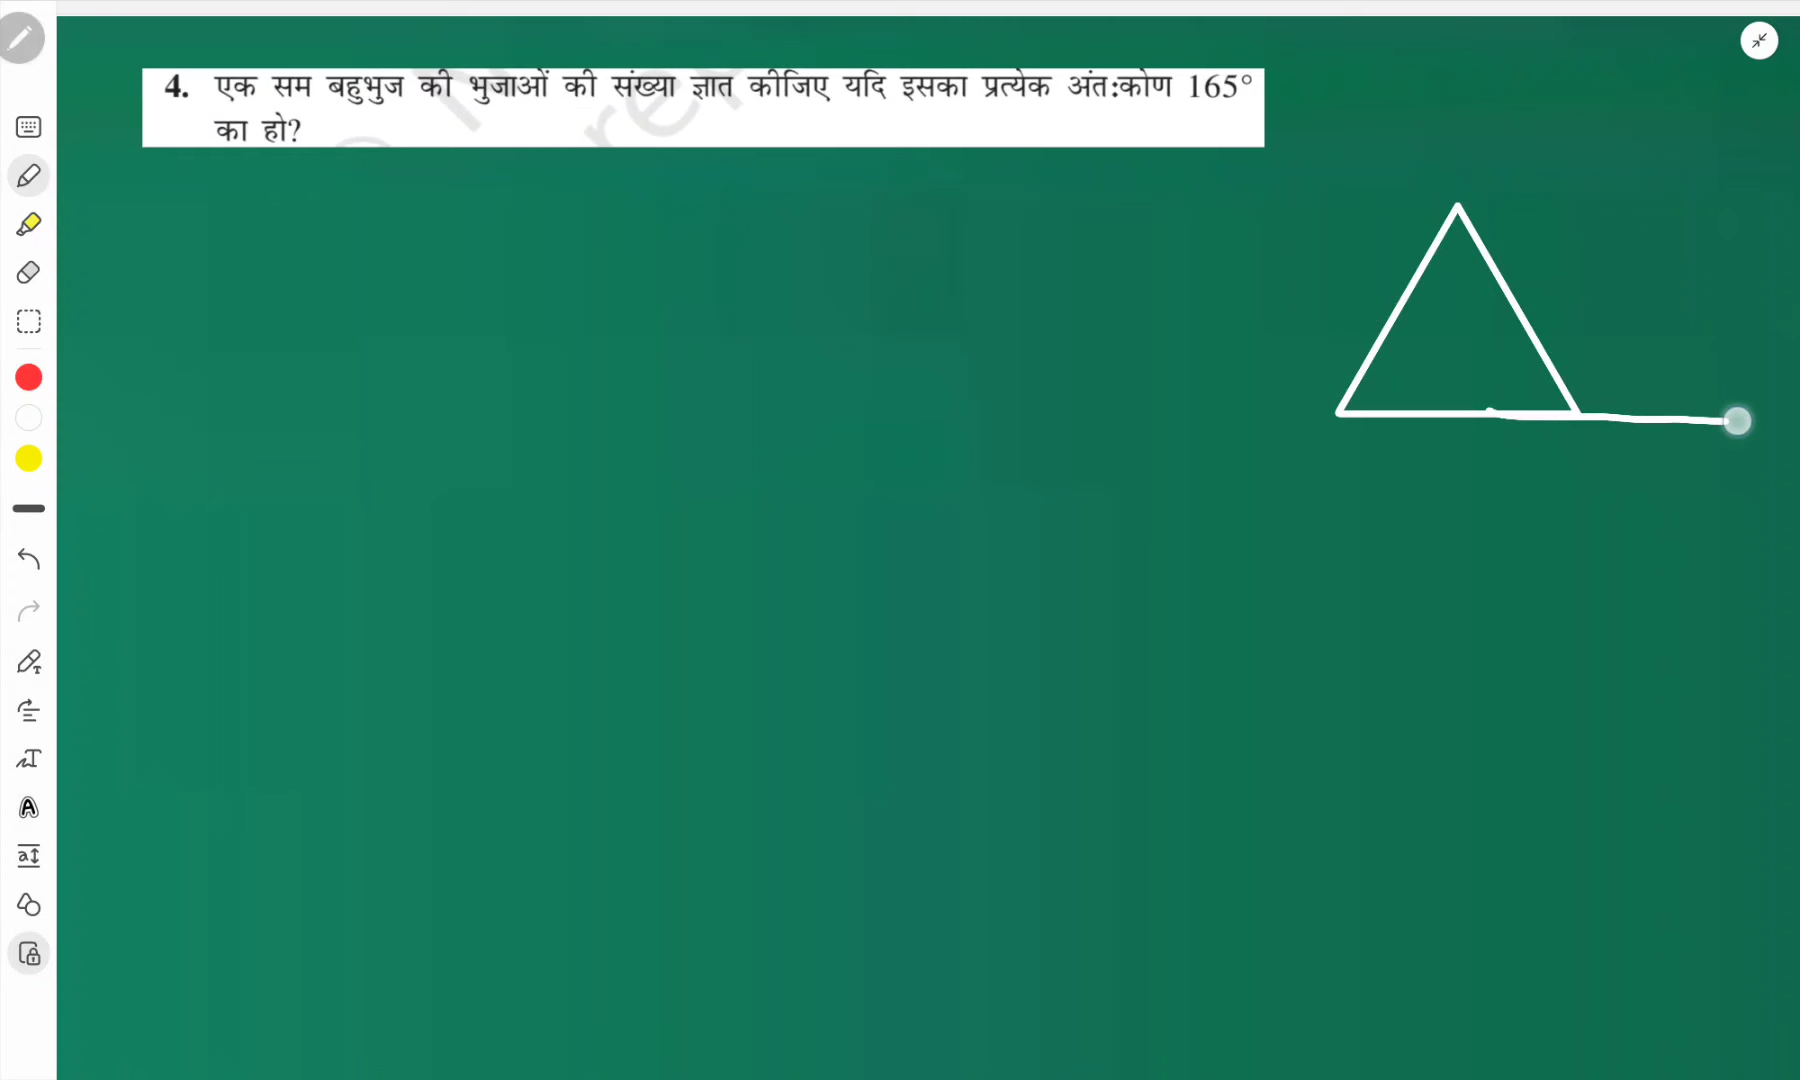 4. एक सम बहुभुज की भुजाओं की संख्या ज्ञात कीजिए यदि इसका प्रत्येक अंत:कोण 165°
का हो?